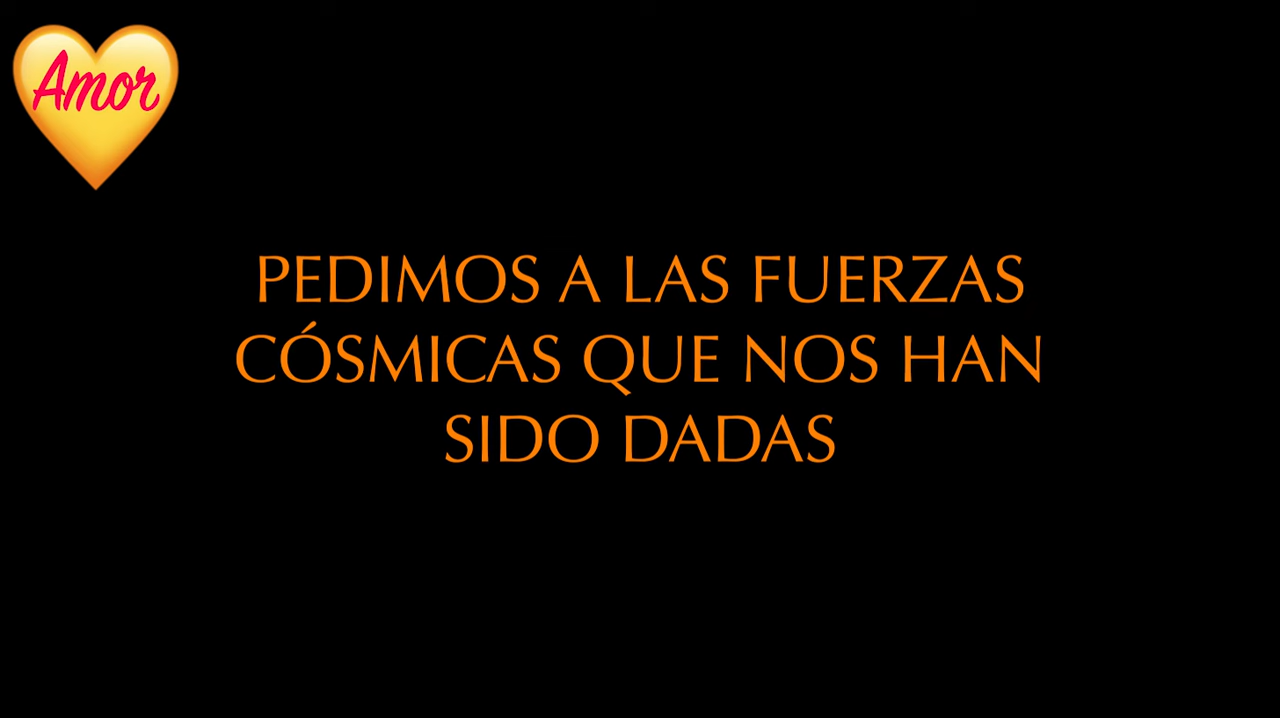 Amor
PEDIMOS A LAS FUERZAS
CÓSMICAS QUE NOS HAN
SIDO DADAS